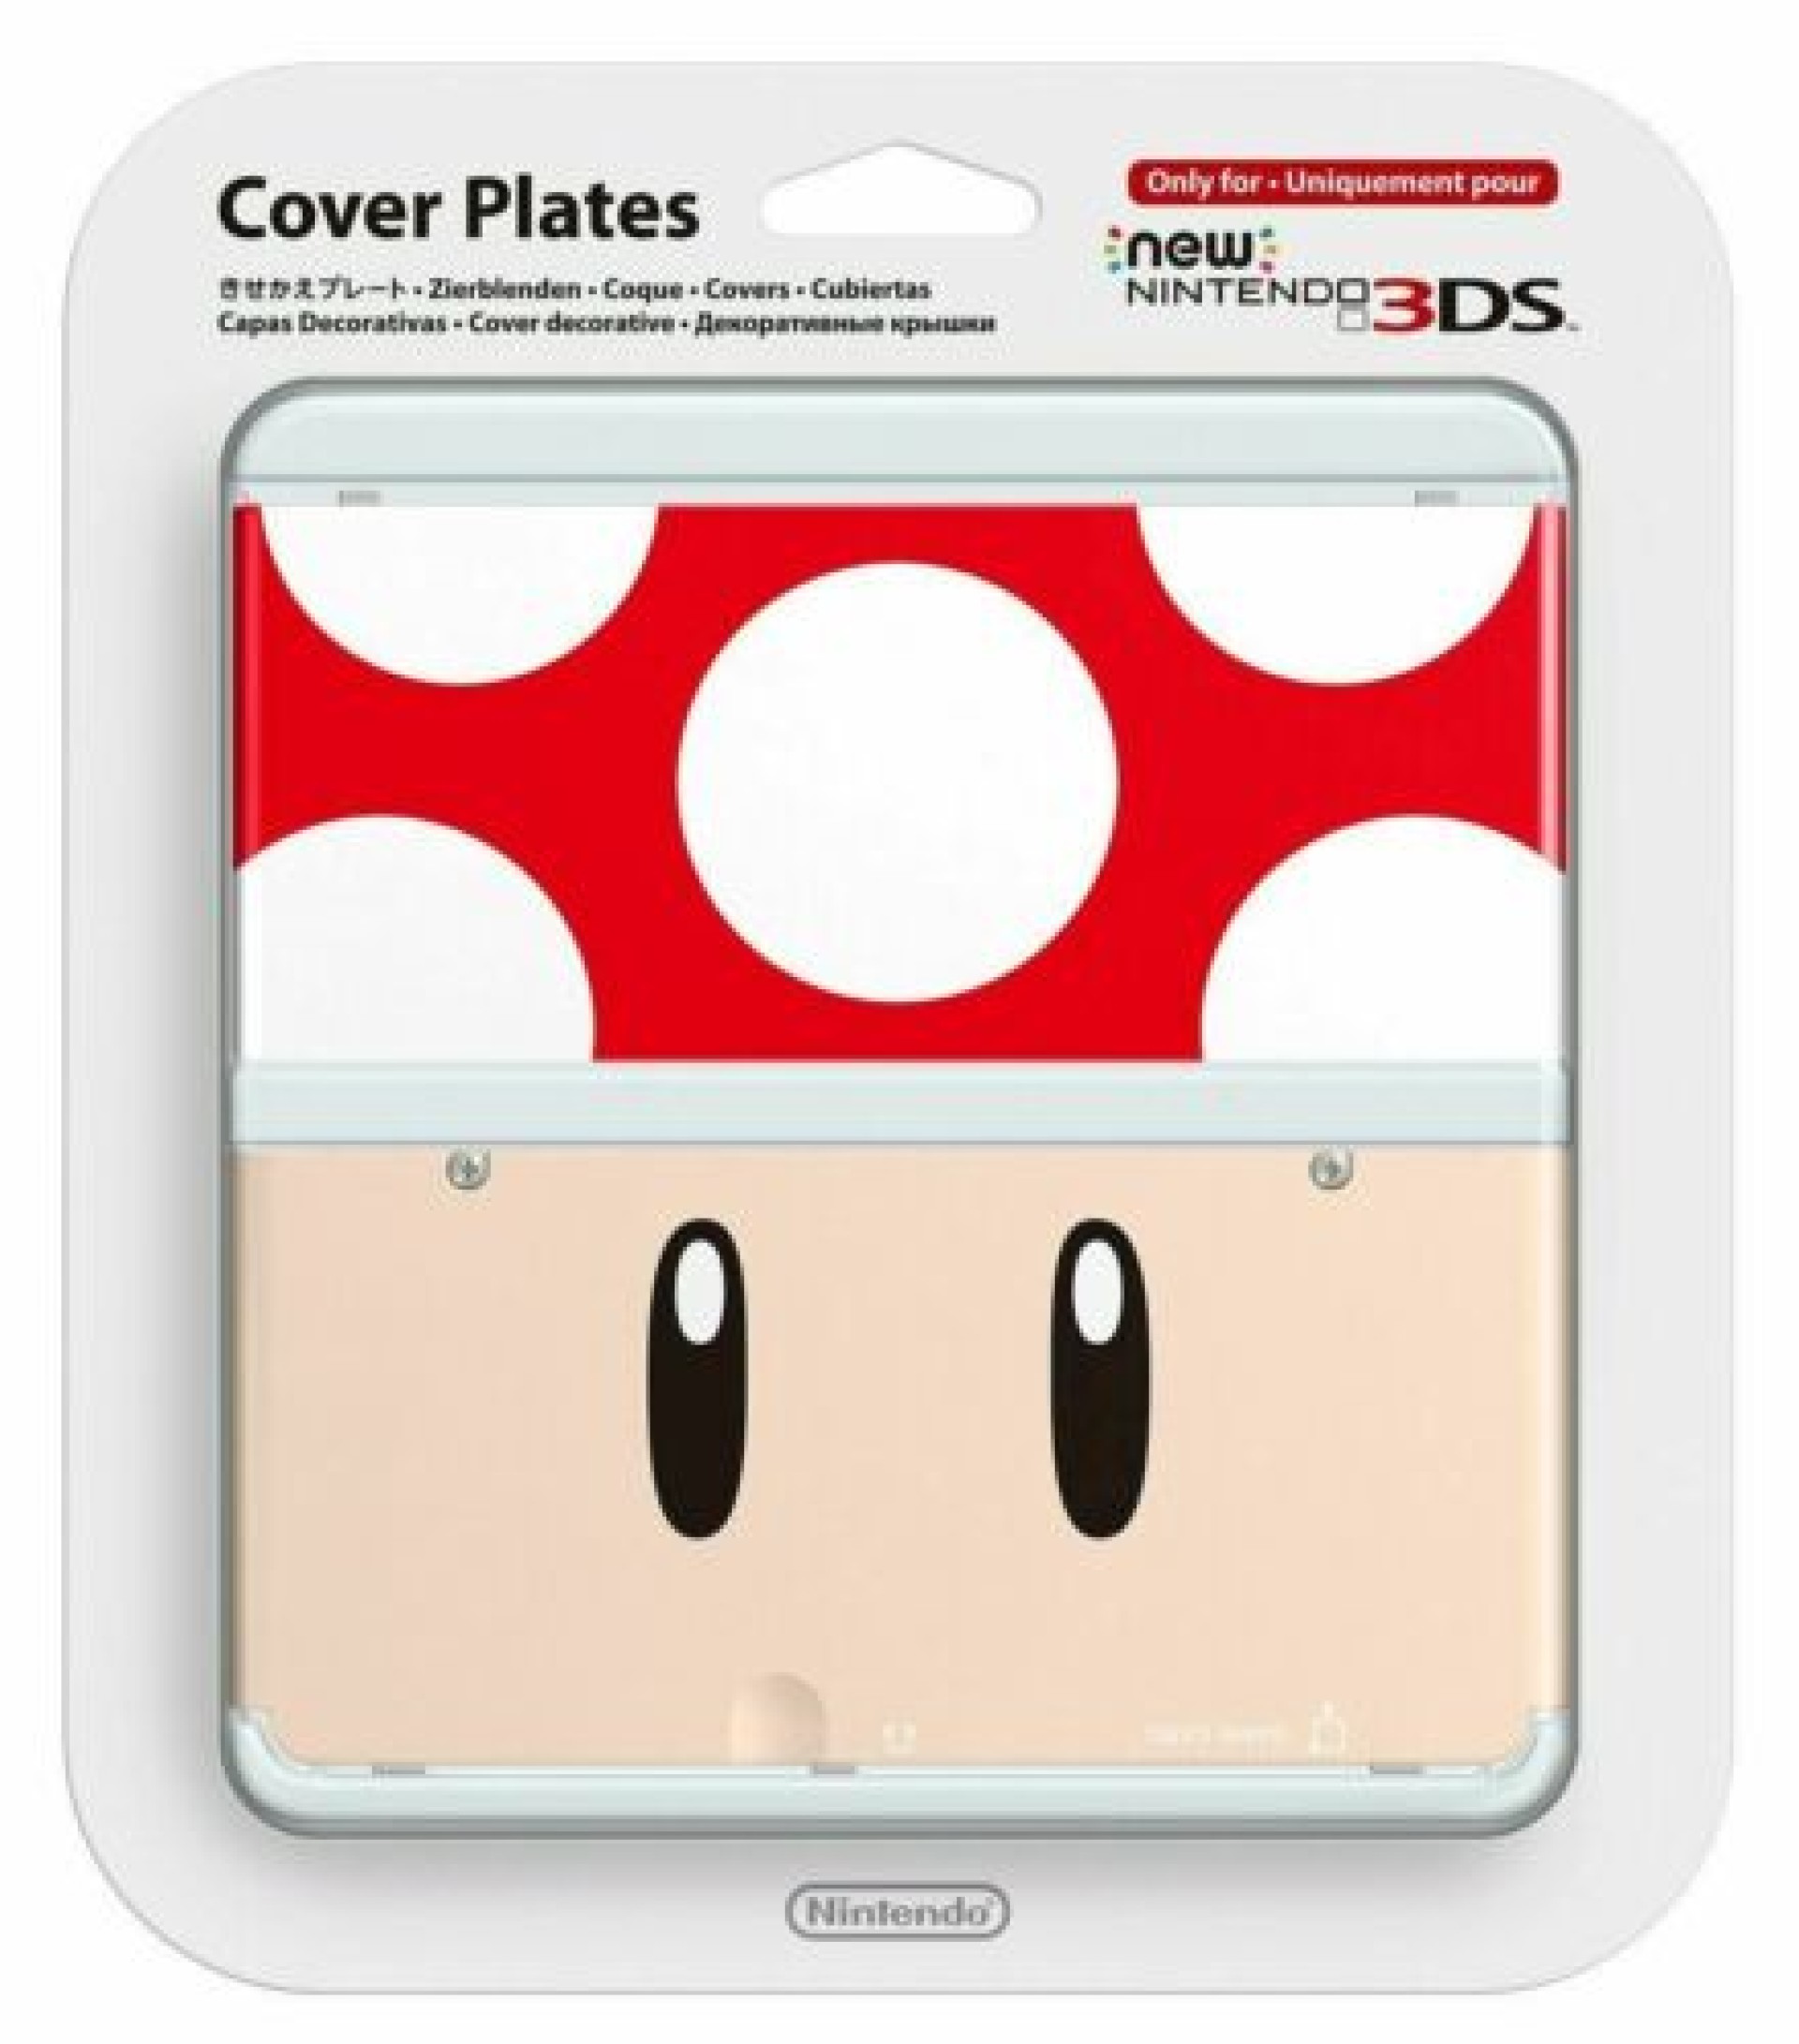 Cover Plates
Only for • Uniquement pour
new
NINTENDO 3DS™
きせかえプレート • Zierblenden • Coque • Covers • Cubiertas
Capas Decorativas • Cover decorative • Декоративные крышки
Nintendo®